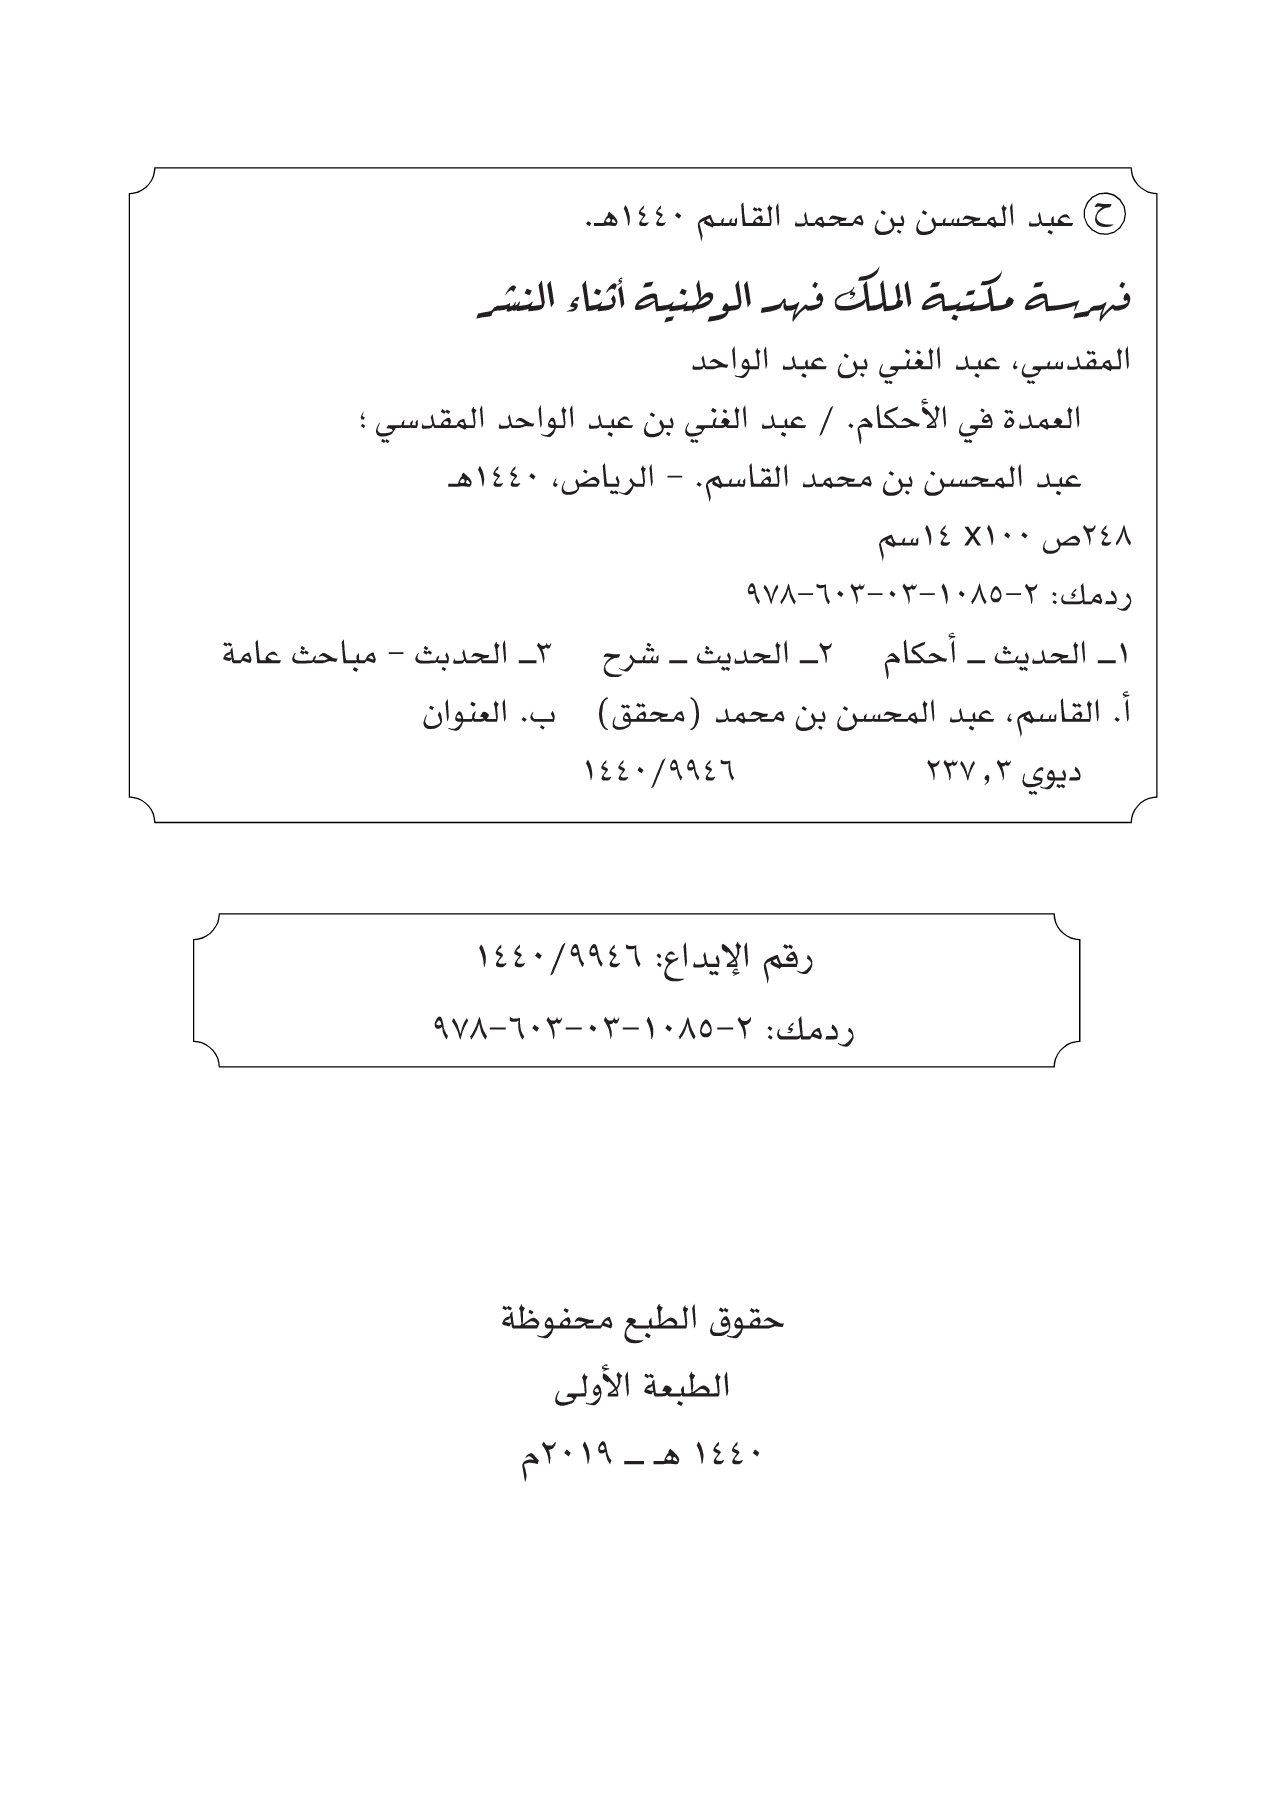 ح عبد المحسن بن محمد القاسم ١٤٤٠هـ.
فهرسة مكتبة الملك فهد الوطنية أثناء النشر
المقدسي، عبد الغني بن عبد الواحد
العمدة في الأحكام. / عبد الغني بن عبد الواحد المقدسي ؛
عبد المحسن بن محمد القاسم. - الرياض، ١٤٤٠هـ
٢٤٨ص ١٠٠X ١٤سم
ردمك: ٢-١٠٨٥-٠٣-٦٠٣-٩٧٨
١ـ الحديث ـ أحكام ٢ـ الحديث ـ شرح ٣ـ الحدبث - مباحث عامة
أ. القاسم، عبد المحسن بن محمد (محقق) ب. العنوان
ديوي ٢٣٧,٣ ١٤٤٠/٩٩٤٦
رقم الإيداع: ١٤٤٠/٩٩٤٦
ردمك: ٢-١٠٨٥-٠٣-٦٠٣-٩٧٨
حقوق الطبع محفوظة
الطبعة الأولى
١٤٤٠ هـ ـ ٢٠١٩م